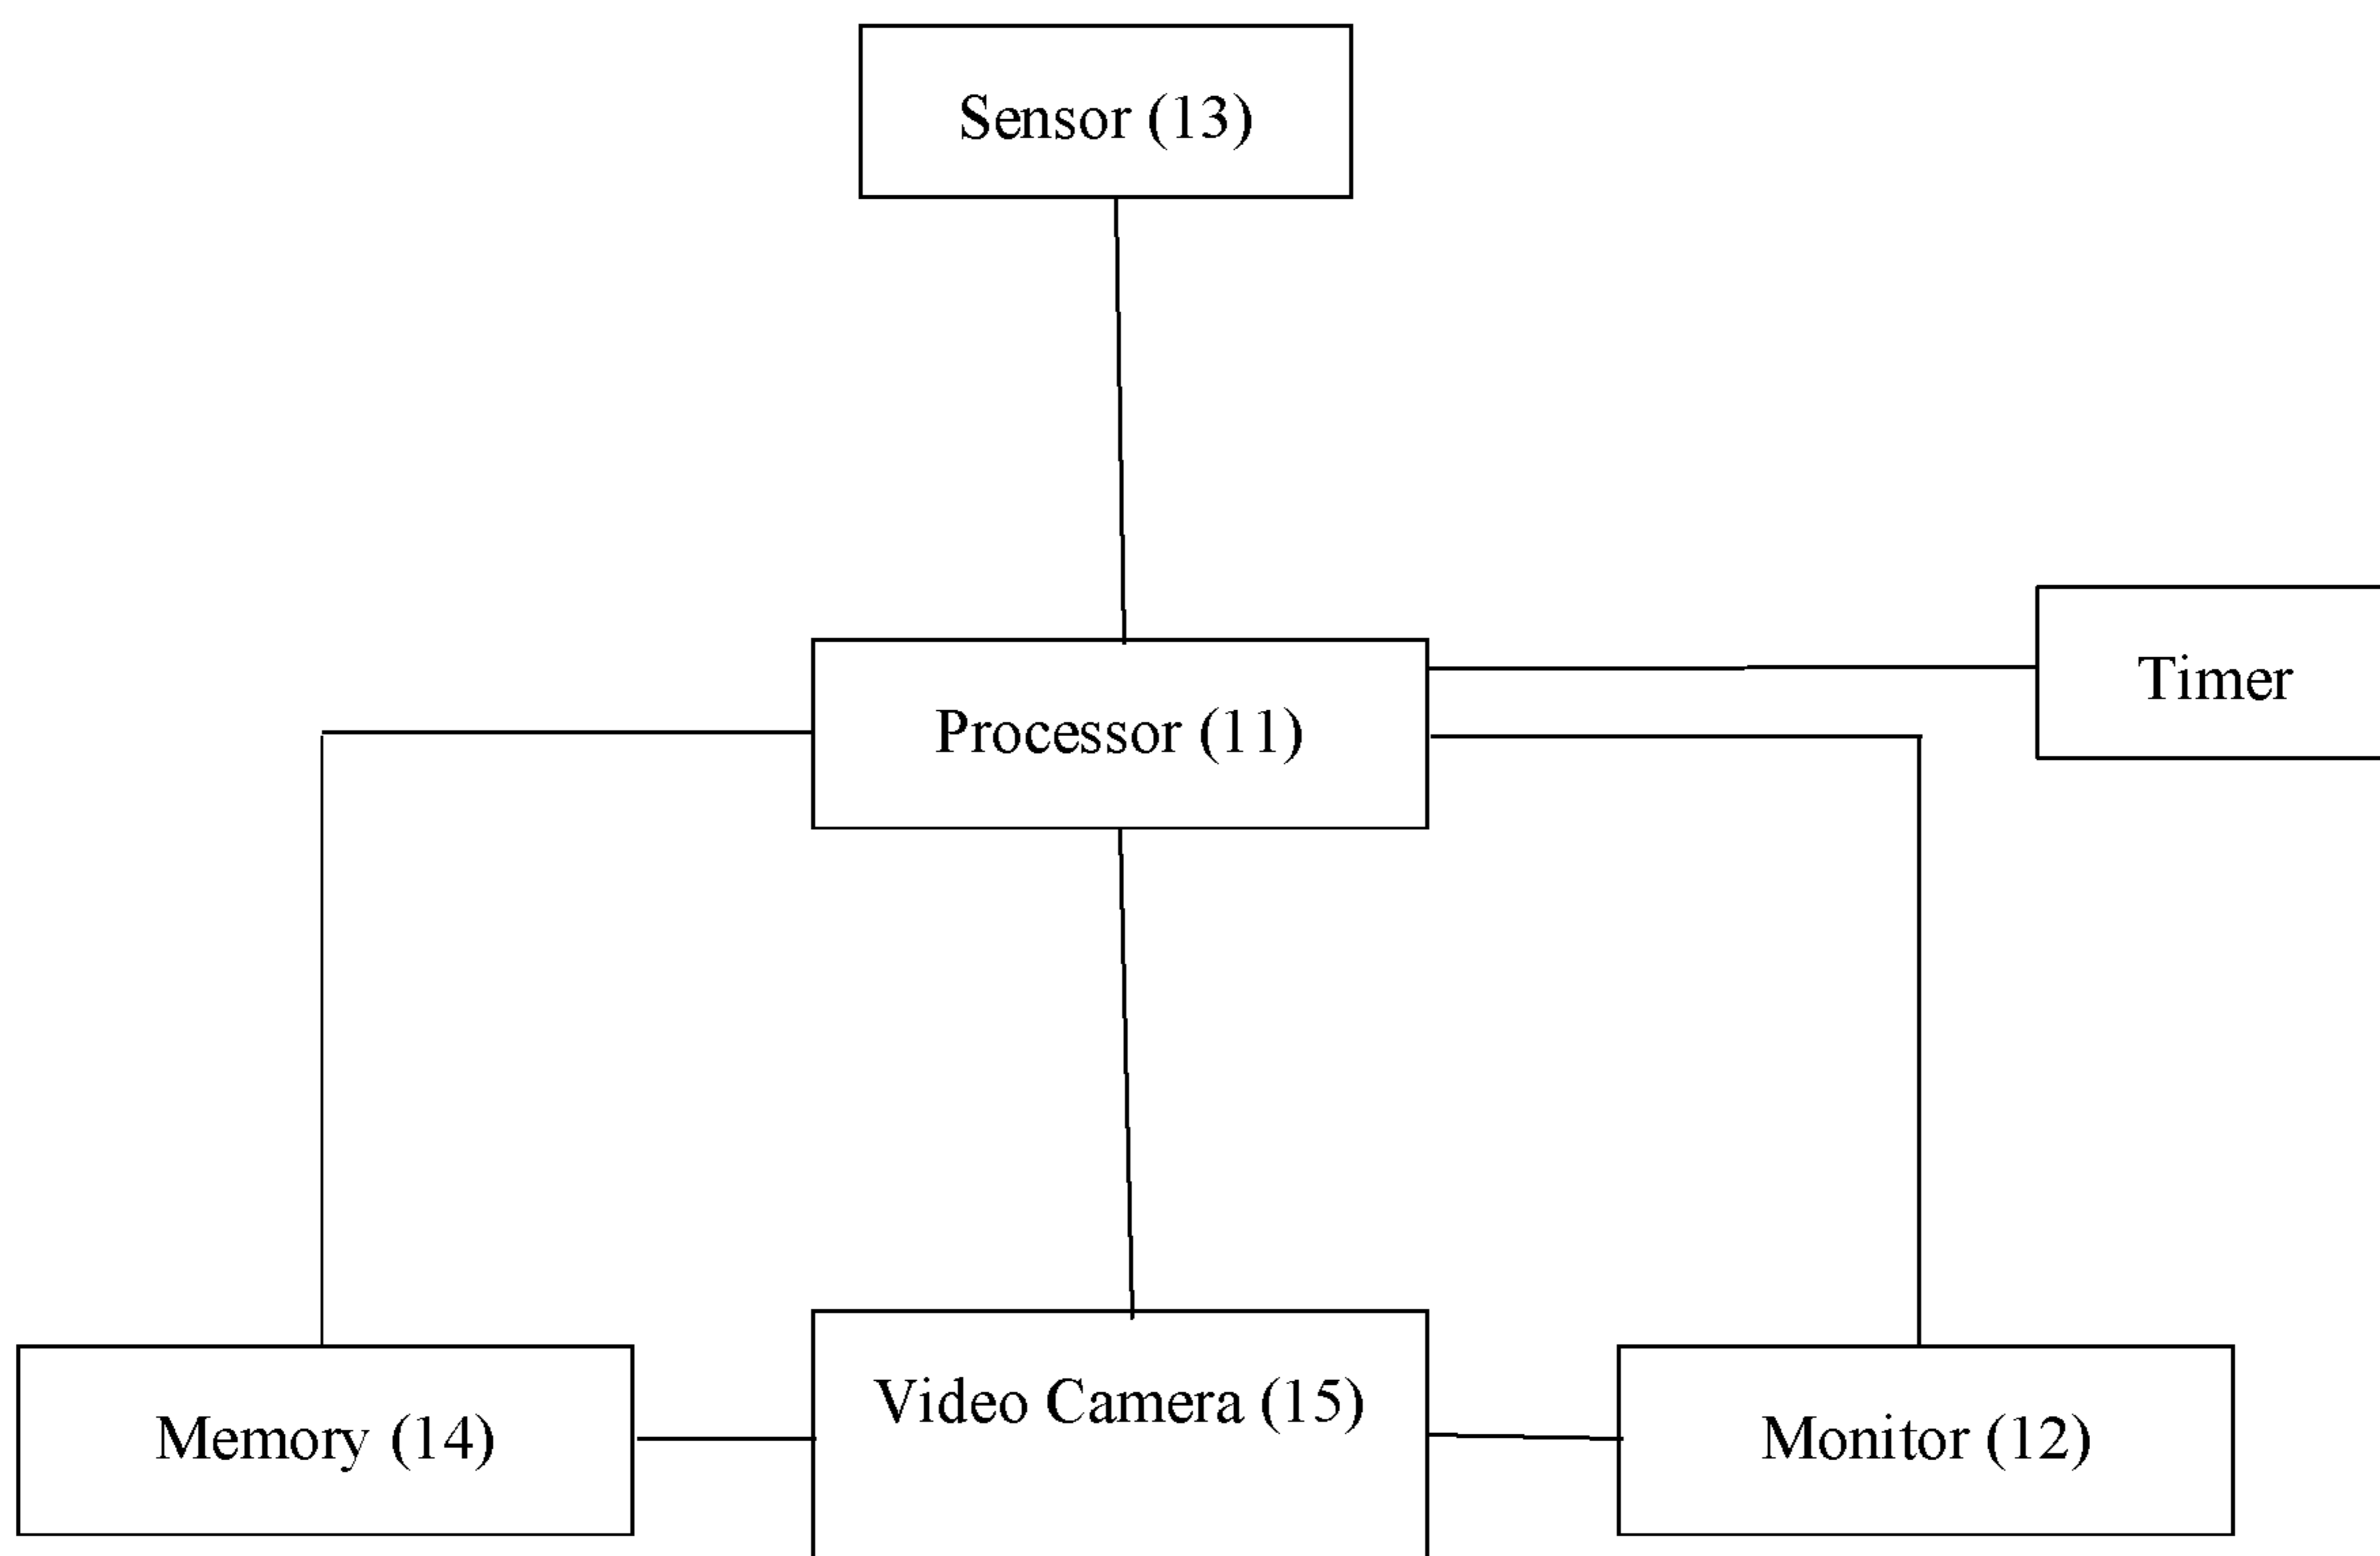 Sensor (13)
Timer
Processor (11)
Video Camera (15)
Memory (14)
Monitor (12)